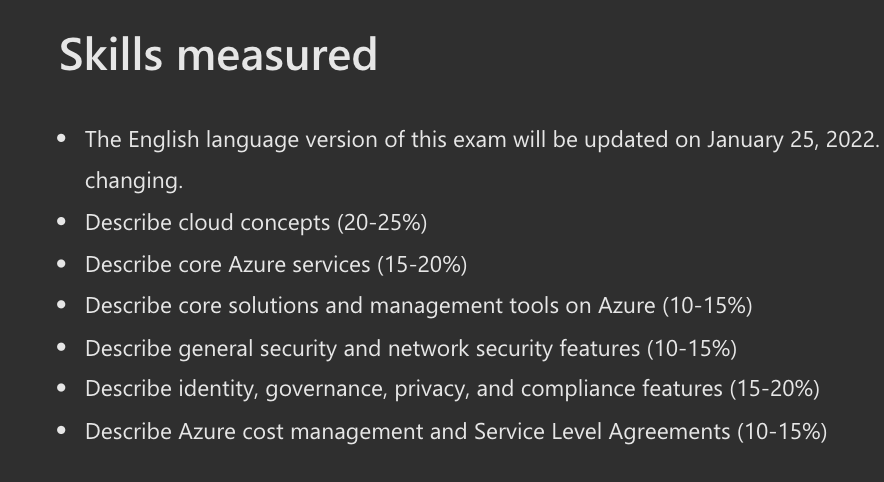 Skills measured
• The English language version of this exam will be updated on January 25, 2022.
changing.
• Describe cloud concepts (20-25%)
• Describe core Azure services (15-20%)
• Describe core solutions and management tools on Azure (10-15%)
• Describe general security and network security features (10-15%)
• Describe identity, governance, privacy, and compliance features (15-20%)
• Describe Azure cost management and Service Level Agreements (10-15%)